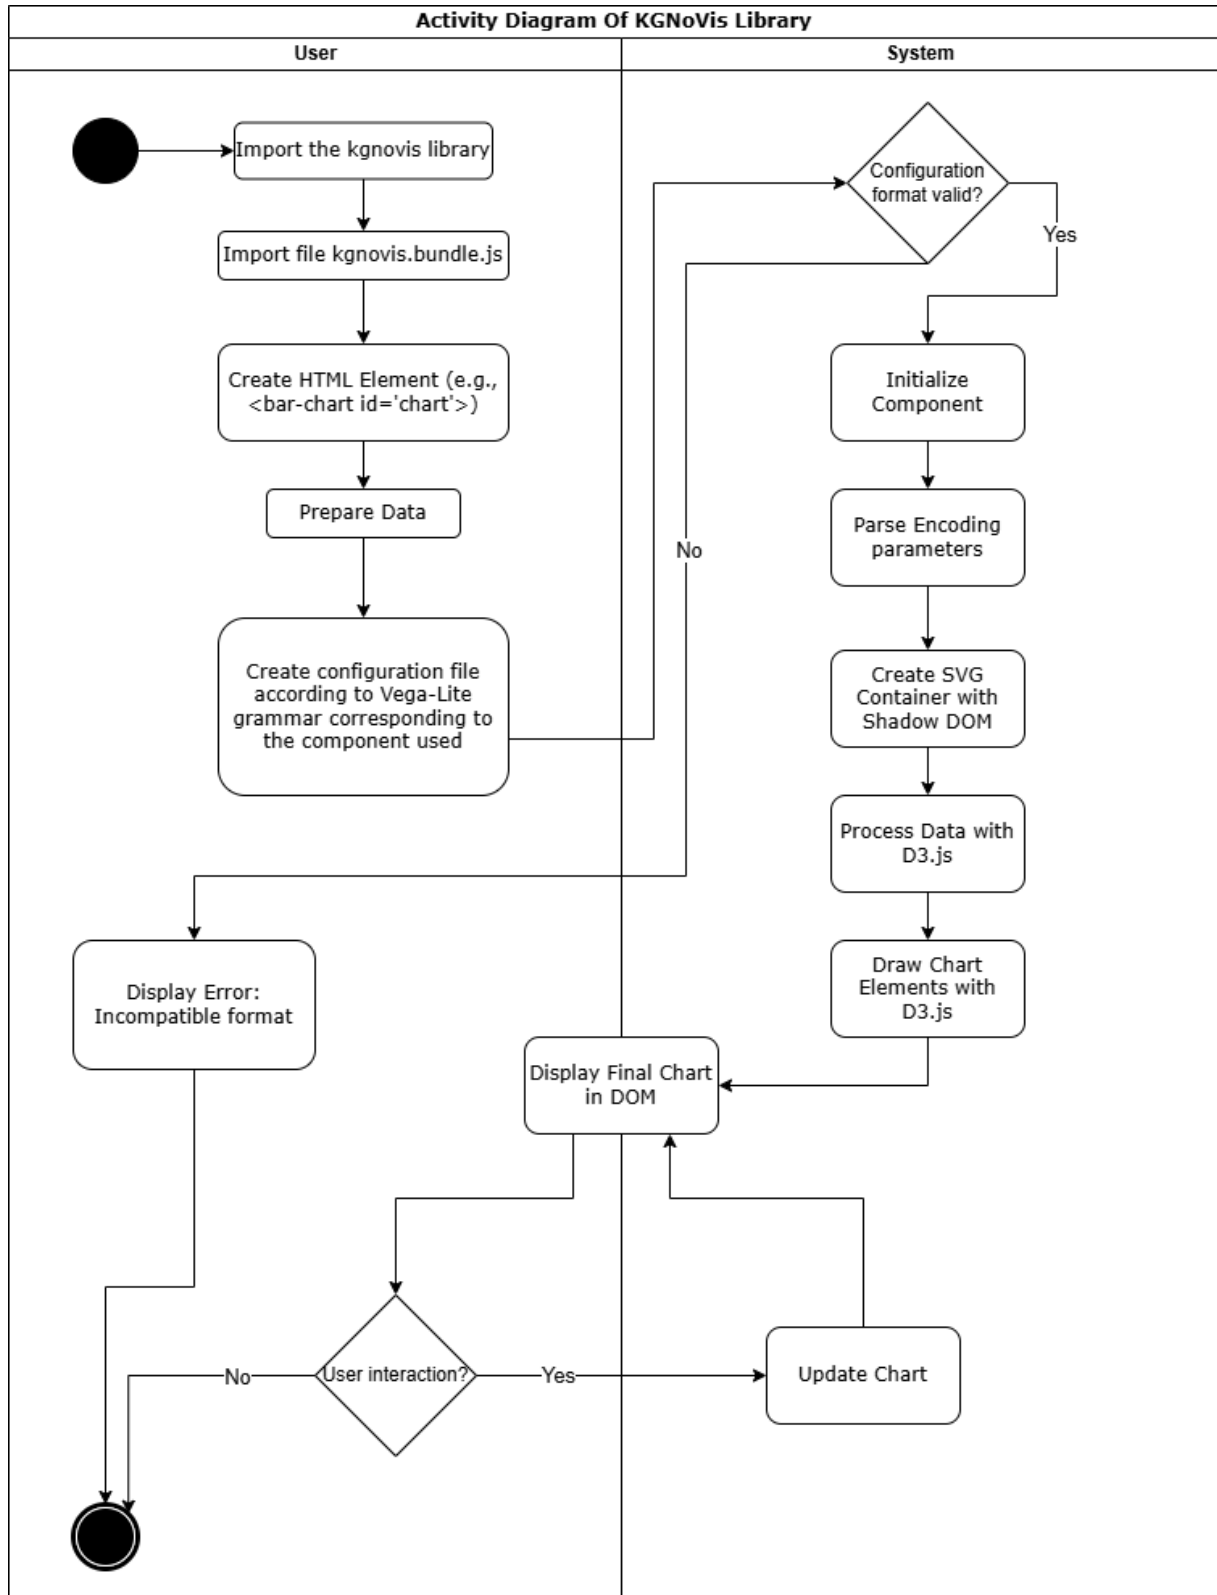 Activity Diagram Of KGNoVis Library
User
System
Import the kgnovis library
Import file kgnovis.bundle.js
Create HTML Element (e.g.,
<bar-chart id='chart'>)
Prepare Data
Create configuration file
according to Vega-Lite
grammar corresponding to
the component used
Configuration
format valid?
Yes
No
Initialize
Component
Parse Encoding
parameters
Create SVG
Container with
Shadow DOM
Process Data with
D3.js
Draw Chart
Elements with
D3.js
Display Error:
Incompatible format
Display Final Chart
in DOM
User interaction?
No
Yes
Update Chart